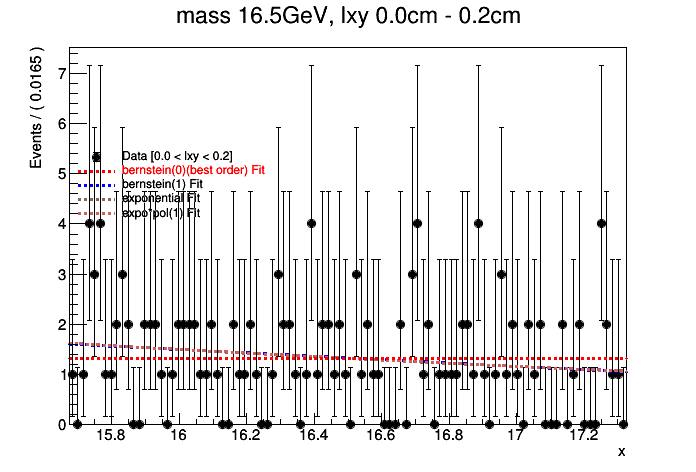 mass 16.5GeV, lxy 0.0cm - 0.2cm
Events / ( 0.0165 )
7
6
5
4
3
2
1
0
Data [0.0 < lxy < 0.2]
bernstein(0)(best order) Fit
bernstein(1) Fit
exponential Fit
expo*pol(1) Fit
15.8 16 16.2 16.4 16.6 16.8 17 17.2
x